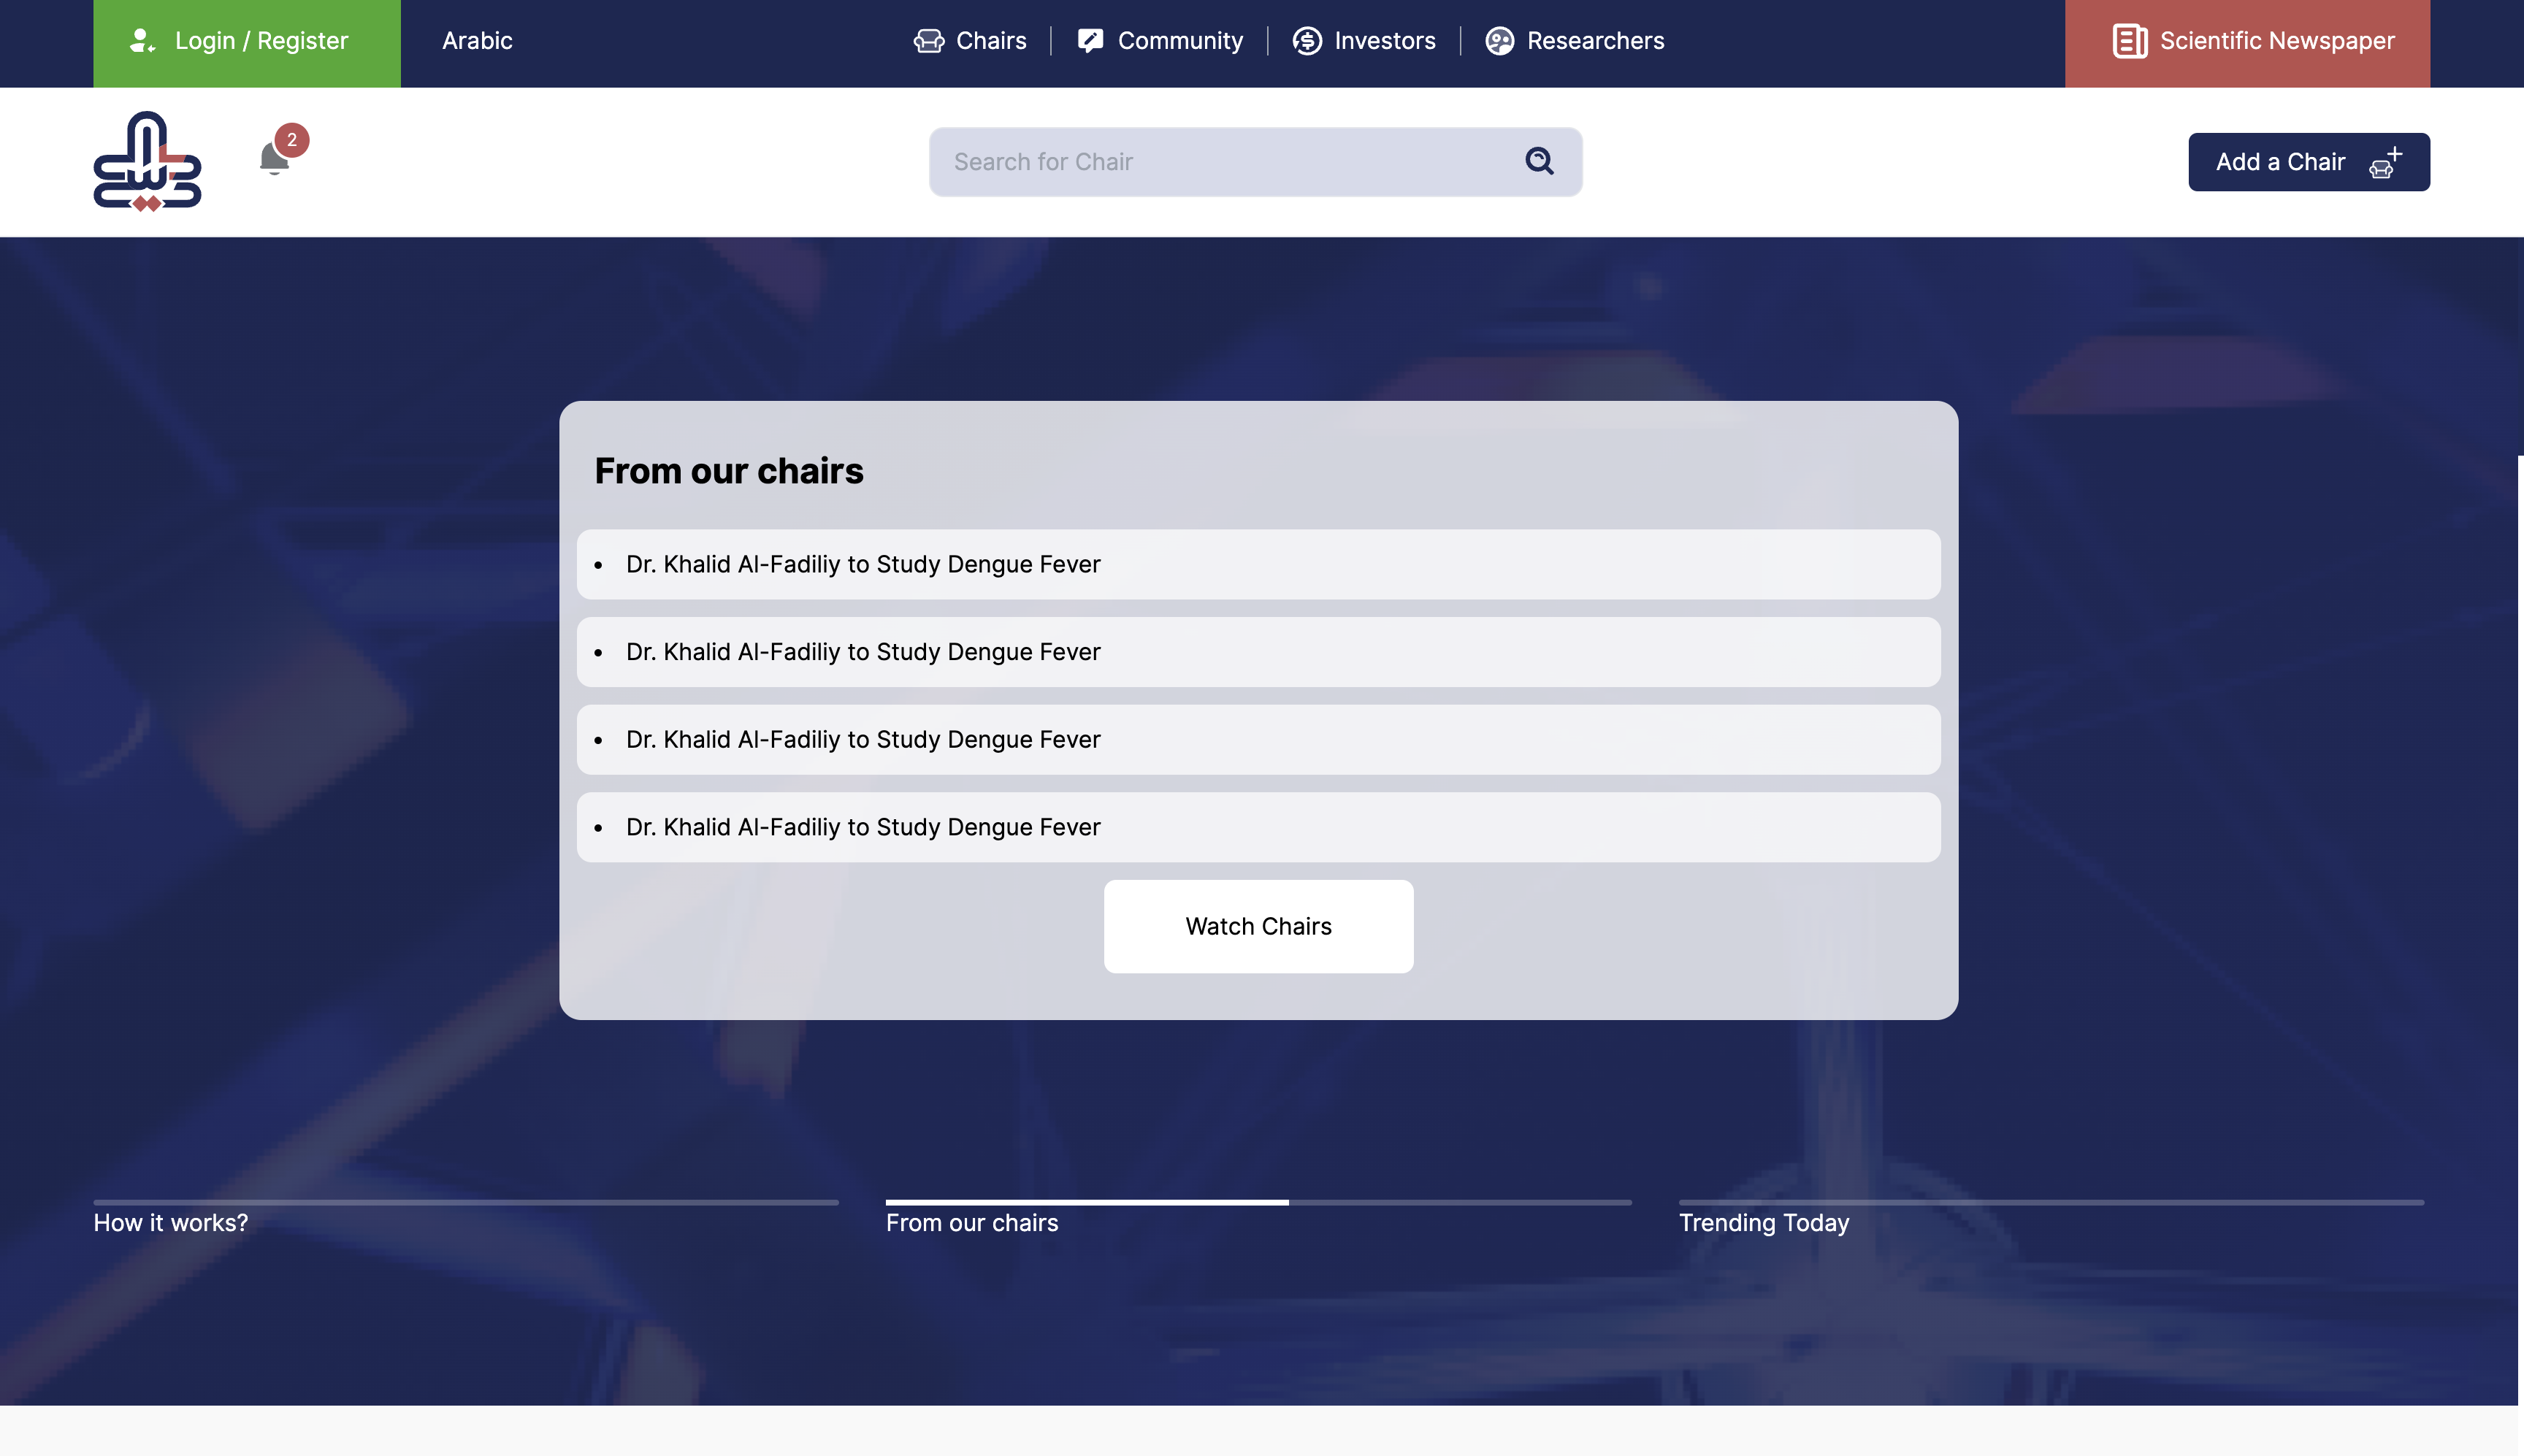 Login / Register
Arabic
Chairs
Community
Investors
Researchers
Scientific Newspaper
2
Search for Chair
Add a Chair
From our chairs
• Dr. Khalid Al-Fadiliy to Study Dengue Fever
• Dr. Khalid Al-Fadiliy to Study Dengue Fever
• Dr. Khalid Al-Fadiliy to Study Dengue Fever
• Dr. Khalid Al-Fadiliy to Study Dengue Fever
Watch Chairs
How it works?
From our chairs
Trending Today